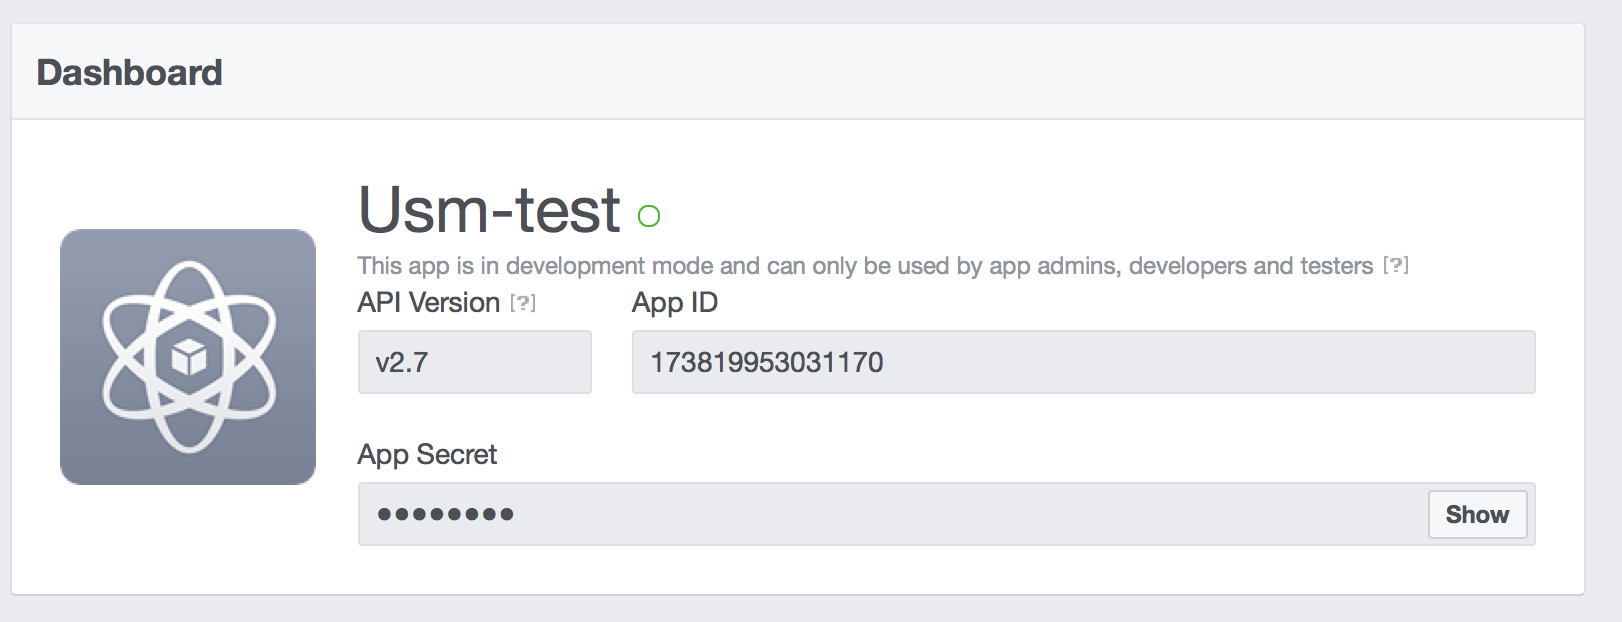 Dashboard
Usm-test
This app is in development mode and can only be used by app admins, developers and testers [?]
API Version [?] App ID
v2.7 173819953031170
App Secret
●●●●●●●● Show